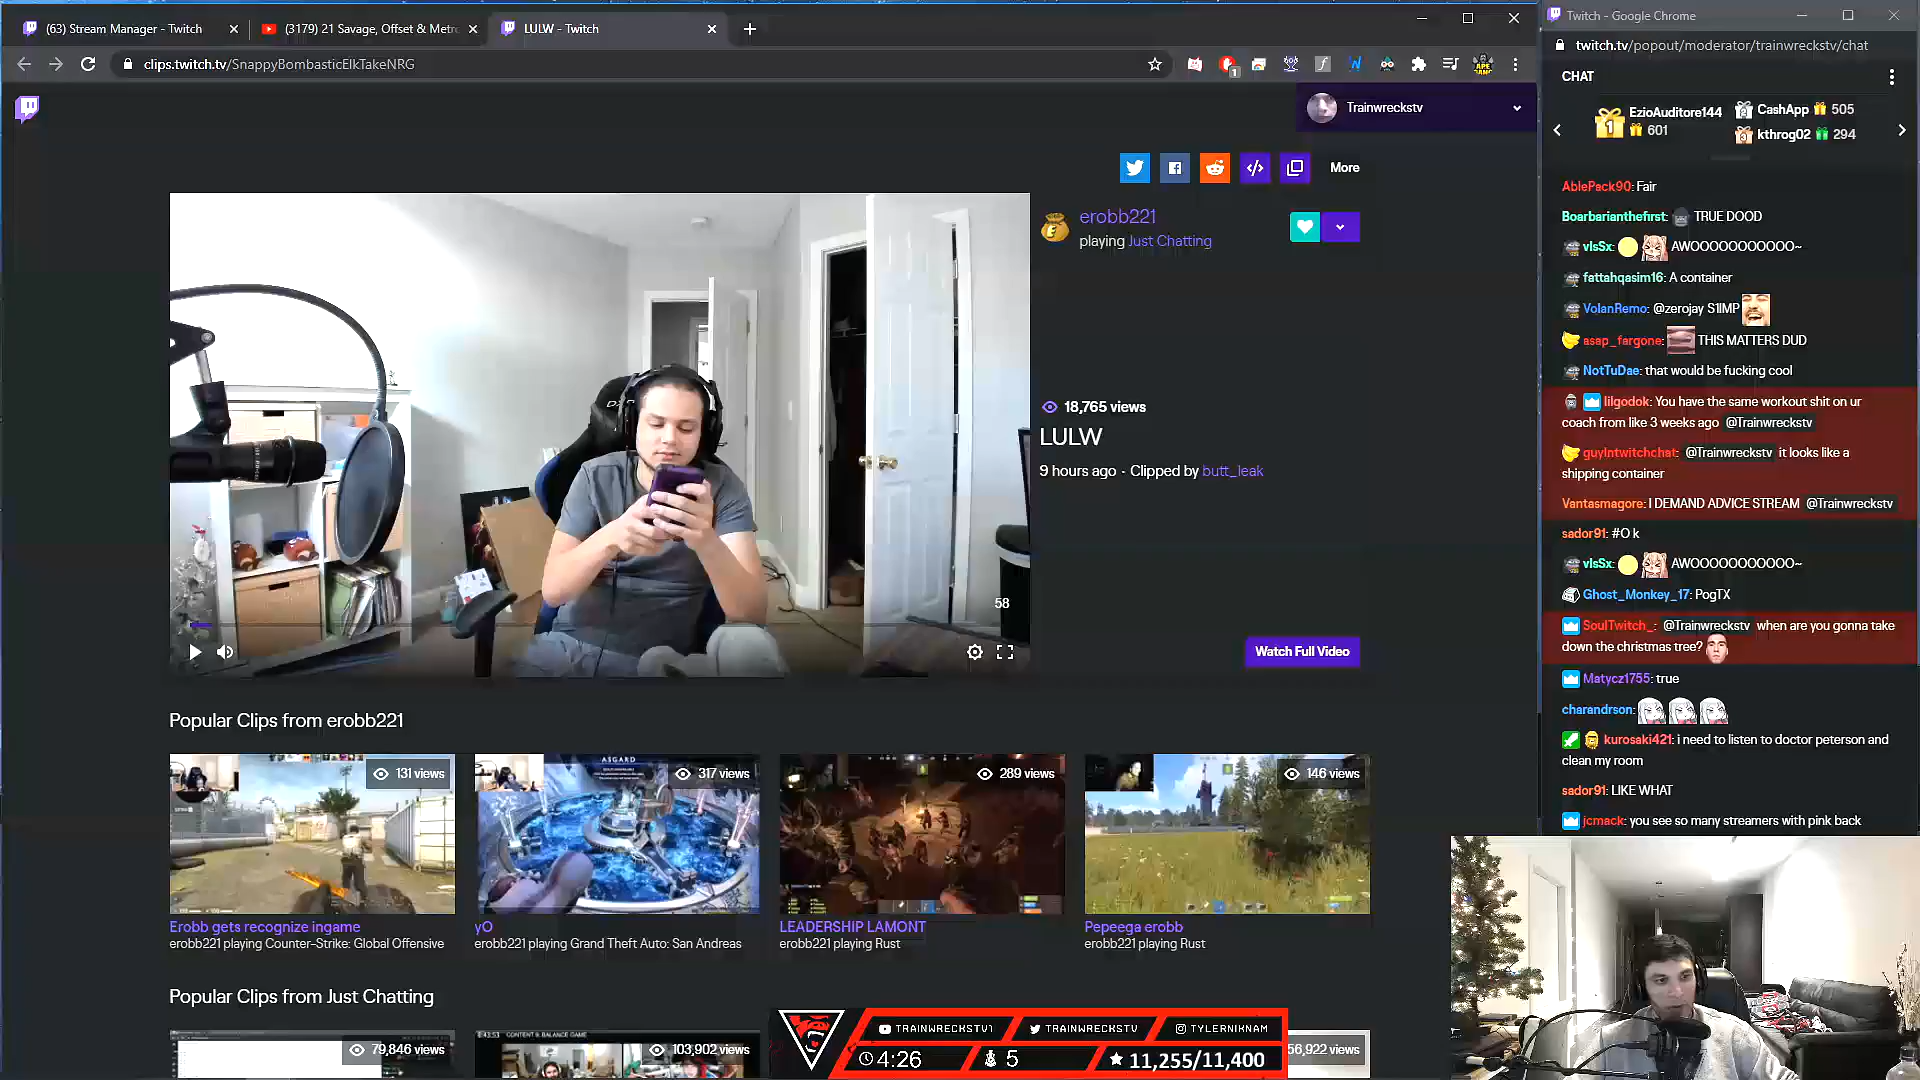 (63) Stream Manager - Twitch
(3179) 21 Savage, Offset & Metro
LULW - Twitch
clips.twitch.tv/SnappyBombasticElkTakeNRG
Trainwreckstv
More
erobb221
playing Just Chatting
18,765 views
LULW
9 hours ago - Clipped by butt_leak
58
Watch Full Video
Popular Clips from erobb221
131 views
317 views
289 views
146 views
ASGARD
Erobb gets recognize ingame
erobb221 playing Counter-Strike: Global Offensive
yO
erobb221 playing Grand Theft Auto: San Andreas
LEADERSHIP LAMONT
erobb221 playing Rust
Pepeega erobb
erobb221 playing Rust
Popular Clips from Just Chatting
79,846 views
103,902 views
56,922 views
TRAINWRECKSTV1
TRAINWRECKSTV
TYLERNIKNAM
4:26
5
11,255/11,400
Twitch - Google Chrome
twitch.tv/popout/moderator/trainwreckstv/chat
CHAT
EzioAuditore144
601
CashApp 505
kthrog02 294
AblePack90: Fair
Boarbarianthefirst: TRUE DOOD
vlsSx: AWOOOOOOOOOOO~
fattahqasim16: A container
VolanRemo: @zerojay S1IMP
asap_fargone: THIS MATTERS DUD
NotTuDae: that would be fucking cool
lilgodok: You have the same workout shit on ur
coach from like 3 weeks ago @Trainwreckstv
guyIntwitchchat: @Trainwreckstv it looks like a
shipping container
Vantasmagore: I DEMAND ADVICE STREAM @Trainwreckstv
sador91: #O k
vlsSx: AWOOOOOOOOOOO~
Ghost_Monkey_17: PogTX
SoulTwitch_: @Trainwreckstv when are you gonna take
down the christmas tree?
Matycz1755: true
charandrson:
kurosaki421: i need to listen to doctor peterson and
clean my room
sador91: LIKE WHAT
jcmack: you see so many streamers with pink back